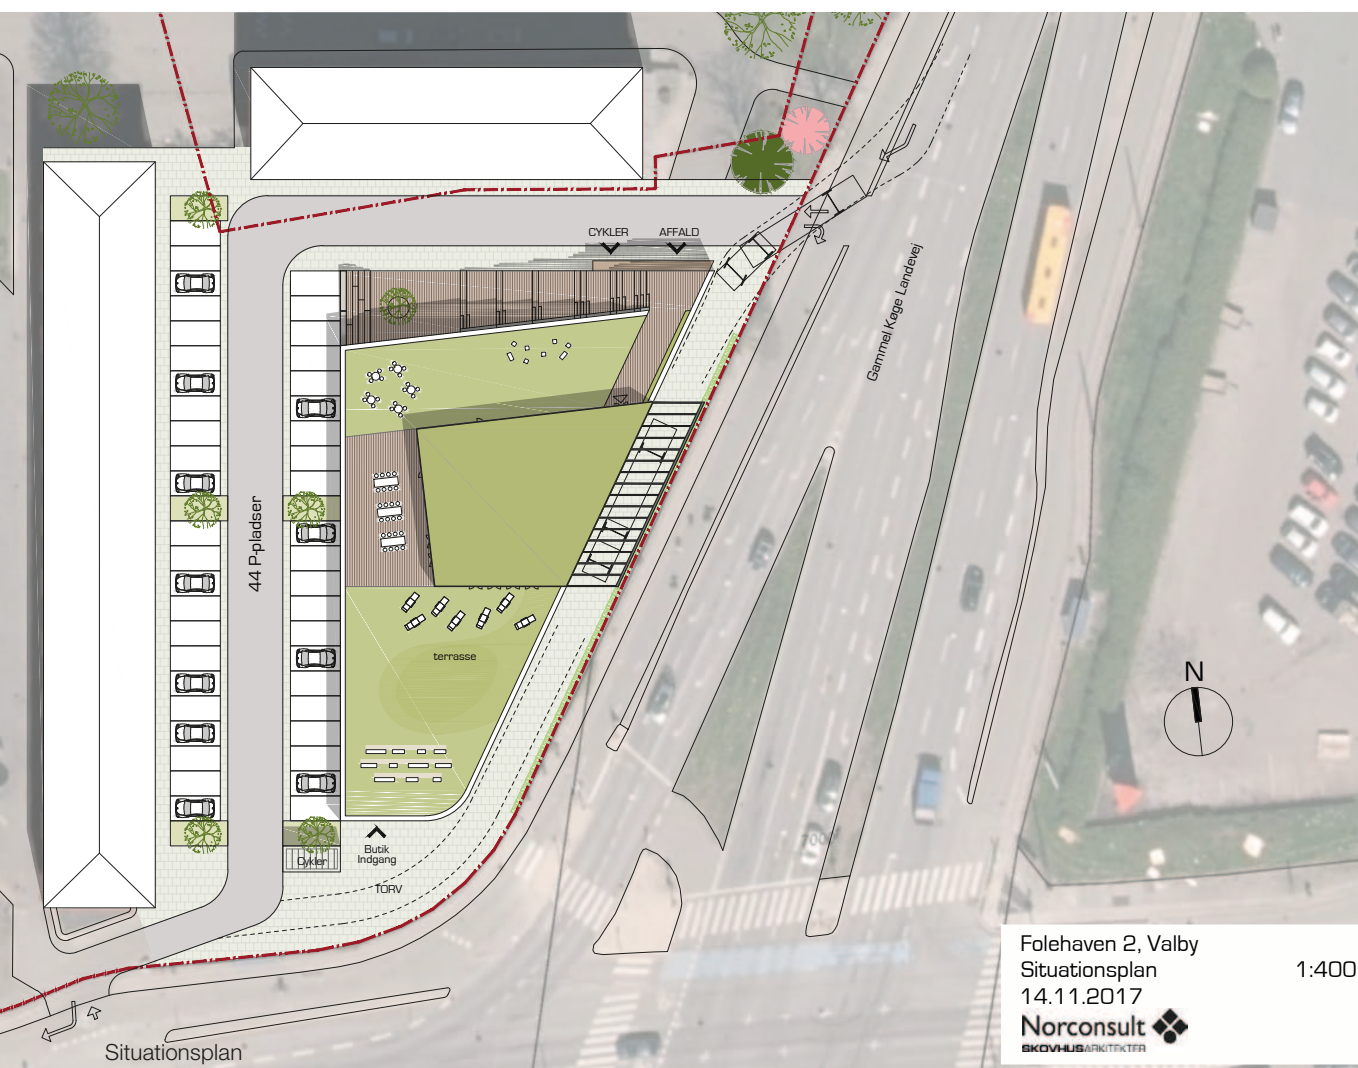 CYKLER
AFFALD
Gammel Køge Landevej
44 P-pladser
terrasse
Butik
Indgang
Cykler
TORV
N
Folehaven 2, Valby
Situationsplan 1:400
14.11.2017
Norconsult
SKOVHUSARKITEKTER
Situationsplan